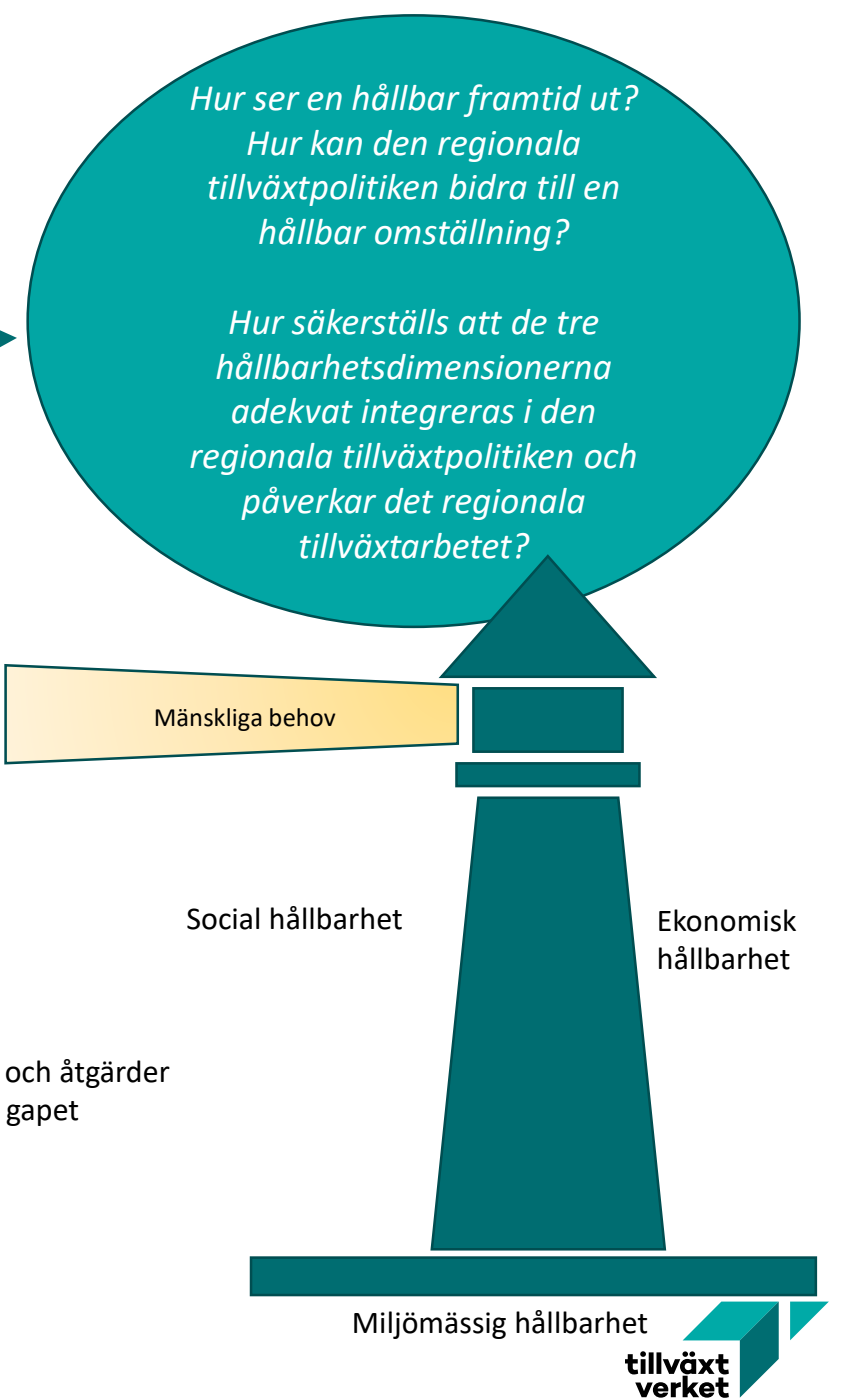 Hur ser en hållbar framtid ut?
Hur kan den regionala
tillväxtpolitiken bidra till en
hållbar omställning?
Hur säkerställs att de tre
hållbarhetsdimensionerna
adekvat integreras i den
regionala tillväxtpolitiken och
påverkar det regionala
tillväxtarbetet?
Mänskliga behov
Social hållbarhet
Ekonomisk
hållbarhet
och åtgärder
gapet
Miljömässig hållbarhet
tillväxt
verket